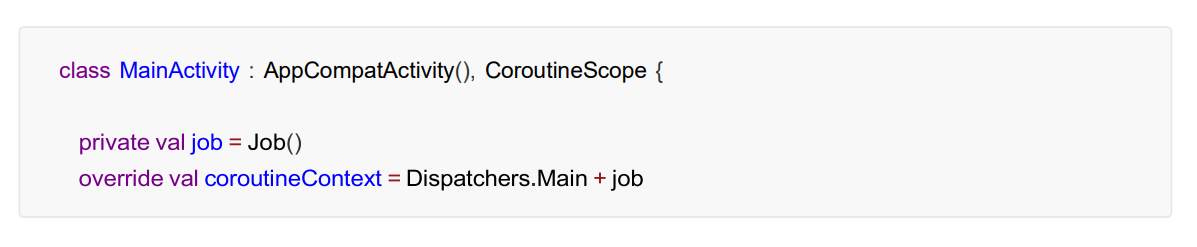 class MainActivity : AppCompatActivity(), CoroutineScope {
private val job = Job()
override val coroutineContext = Dispatchers.Main + job